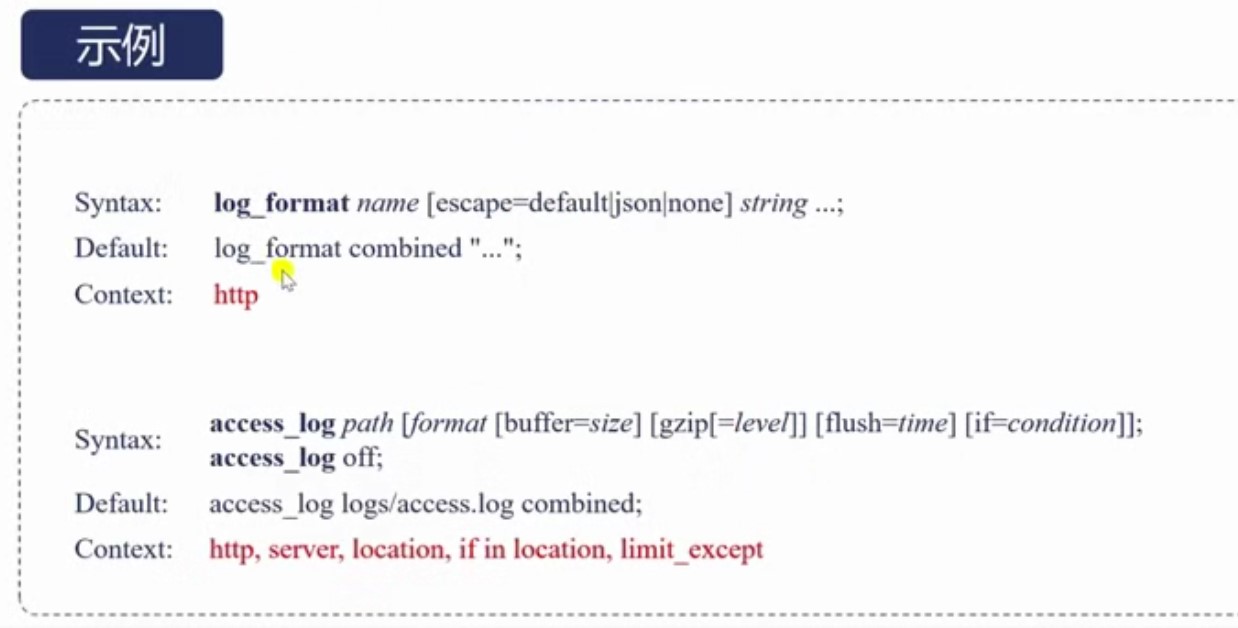 示例
Syntax: log_format name [escape=default|json|none] string ...;
Default: log_format combined "...";
Context: http
Syntax: access_log path [format [buffer=size] [gzip[=level]] [flush=time] [if=condition]];
access_log off;
Default: access_log logs/access.log combined;
Context: http, server, location, if in location, limit_except